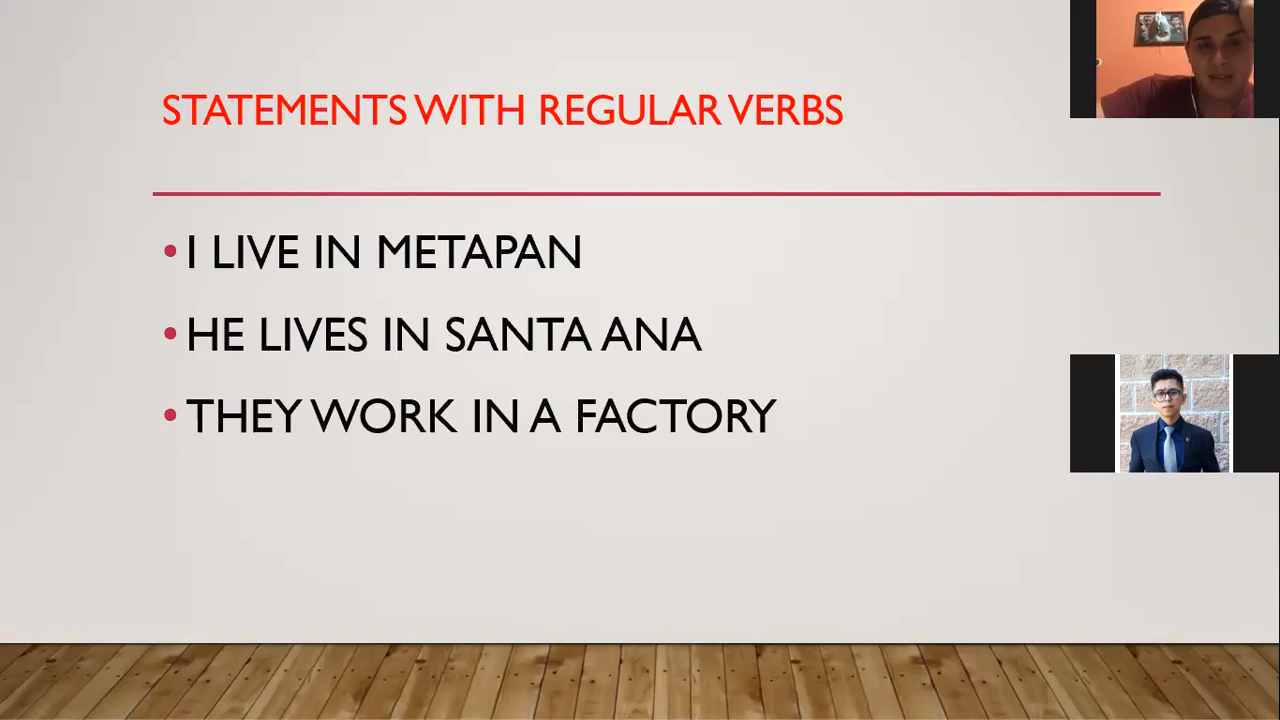 STATEMENTS WITH REGULAR VERBS
• I LIVE IN METAPAN
• HE LIVES IN SANTA ANA
• THEY WORK IN A FACTORY